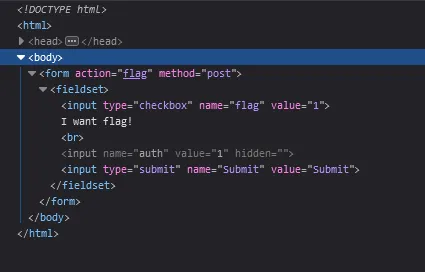 <!DOCTYPE html>
<html>
<head>ⵈ</head>
<body>
<form action="flag" method="post">
<fieldset>
<input type="checkbox" name="flag" value="1">
I want flag!
<br>
<input name="auth" value="1" hidden="">
<input type="submit" name="Submit" value="Submit">
</fieldset>
</form>
</body>
</html>